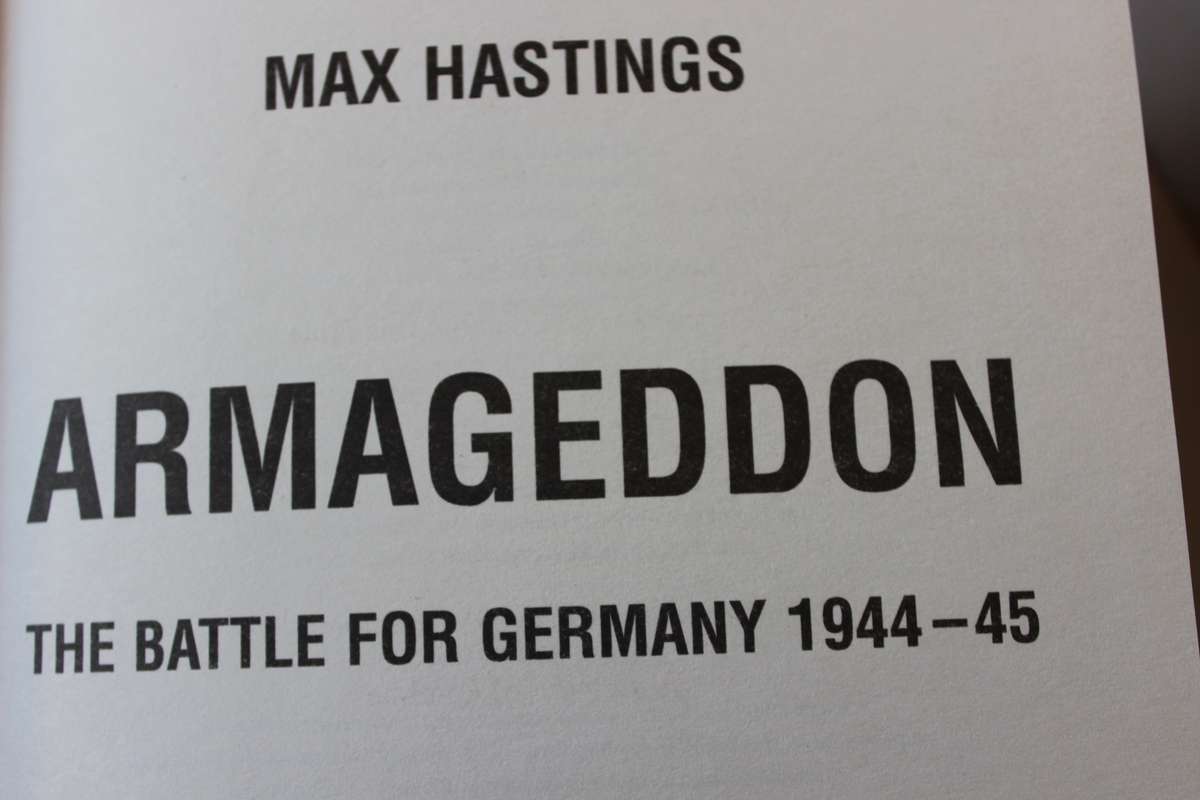 MAX HASTINGS
ARMAGEDDON
THE BATTLE FOR GERMANY 1944–45